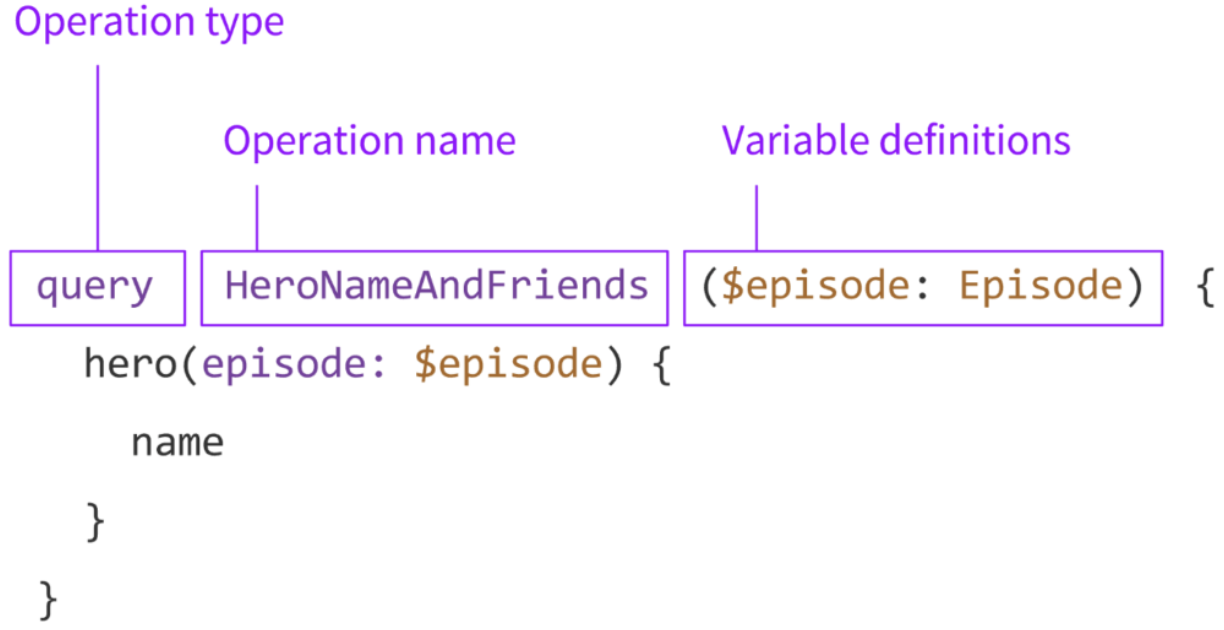 Operation type
Operation name Variable definitions
query HeroNameAndFriends ($episode: Episode) {
hero(episode: $episode) {
name
}
}